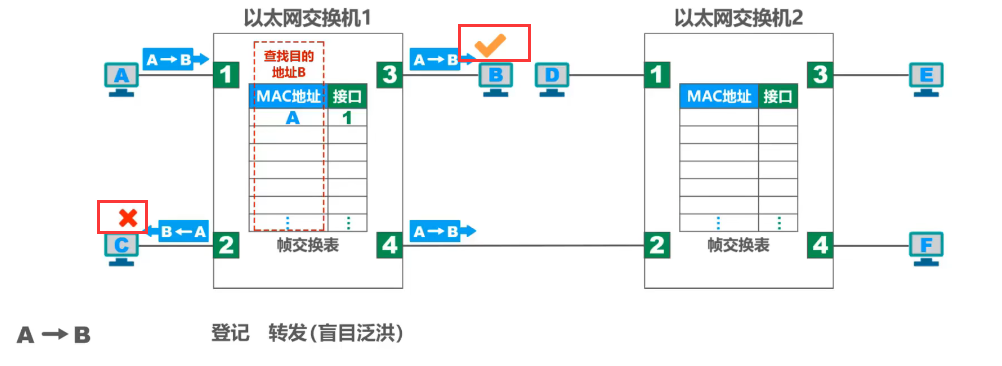 以太网交换机1
以太网交换机2
A→B
查找目的
地址B
A→B
A
1
3
B
D
1
3
E
MAC地址 接口
A 1
MAC地址 接口
B←A
A→B
C
2
4
2
4
F
帧交换表
帧交换表
A→B 登记 转发(盲目泛洪)